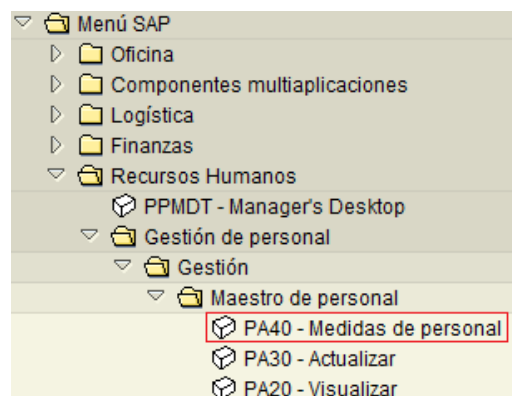 Menú SAP
Oficina
Componentes multiaplicaciones
Logística
Finanzas
Recursos Humanos
PPMDT - Manager's Desktop
Gestión de personal
Gestión
Maestro de personal
PA40 - Medidas de personal
PA30 - Actualizar
PA20 - Visualizar